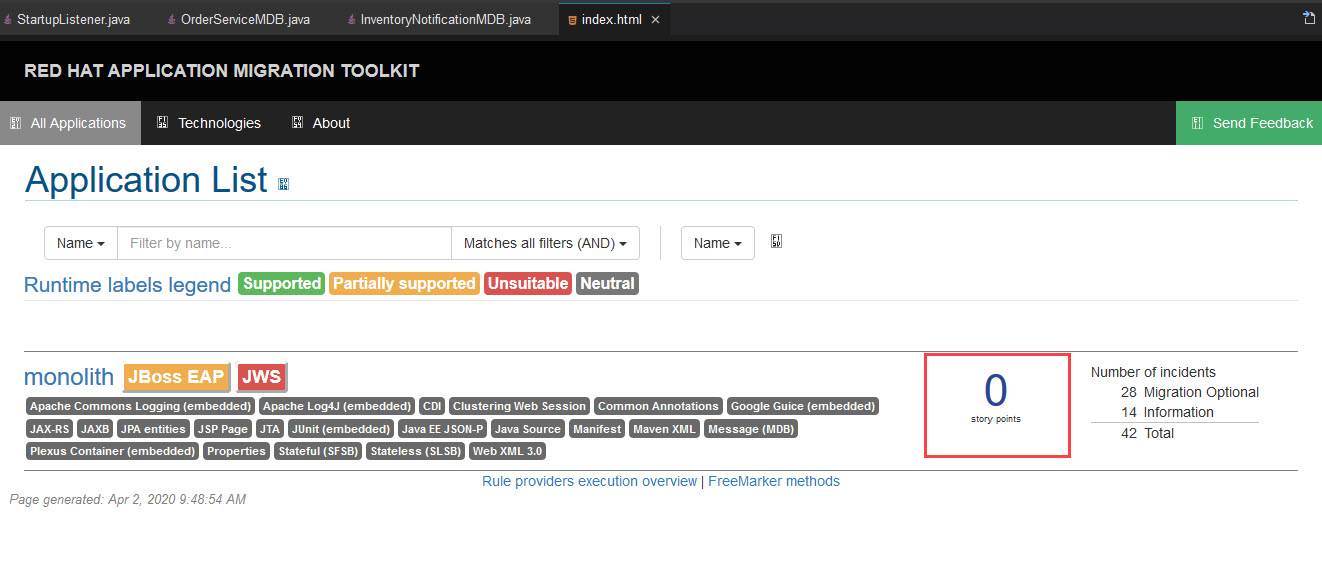 StartupListener.java OrderServiceMDB.java InventoryNotificationMDB.java index.html
RED HAT APPLICATION MIGRATION TOOLKIT
All Applications Technologies About Send Feedback
Application List
Name Filter by name... Matches all filters (AND) Name
Runtime labels legend Supported Partially supported Unsuitable Neutral
monolith JBoss EAP JWS
Apache Commons Logging (embedded) Apache Log4J (embedded) CDI Clustering Web Session Common Annotations Google Guice (embedded)
JAX-RS JAXB JPA entities JSP Page JTA JUnit (embedded) Java EE JSON-P Java Source Manifest Maven XML Message (MDB)
Plexus Container (embedded) Properties Stateful (SFSB) Stateless (SLSB) Web XML 3.0
0
story points
Number of incidents
28 Migration Optional
14 Information
42 Total
Rule providers execution overview | FreeMarker methods
Page generated: Apr 2, 2020 9:48:54 AM